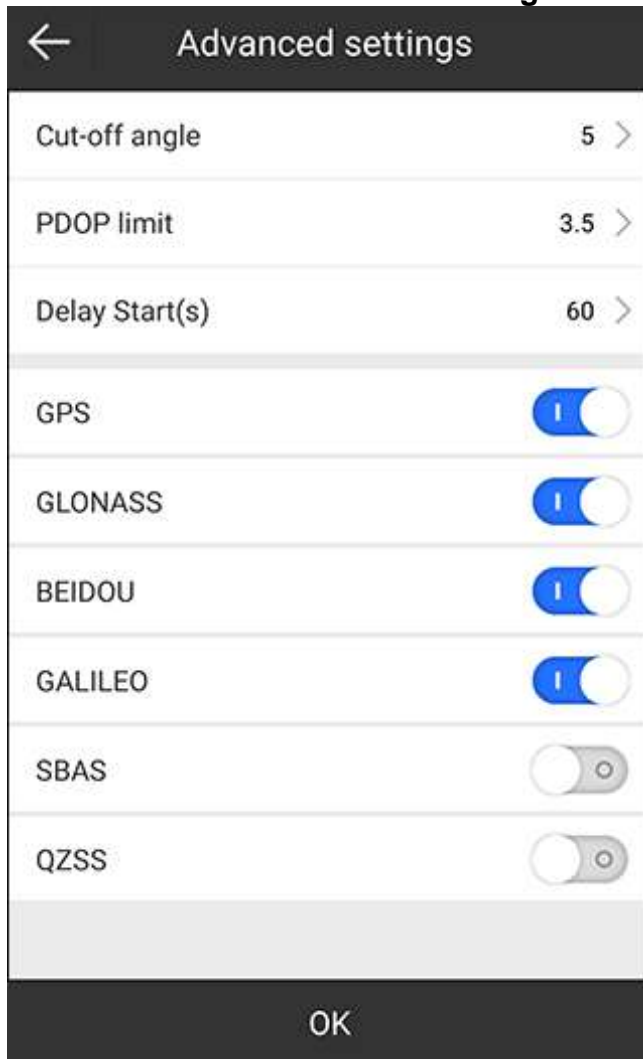 Advanced settings
Cut-off angle 5
PDOP limit 3.5
Delay Start(s) 60
GPS
GLONASS
BEIDOU
GALILEO
SBAS
QZSS
OK